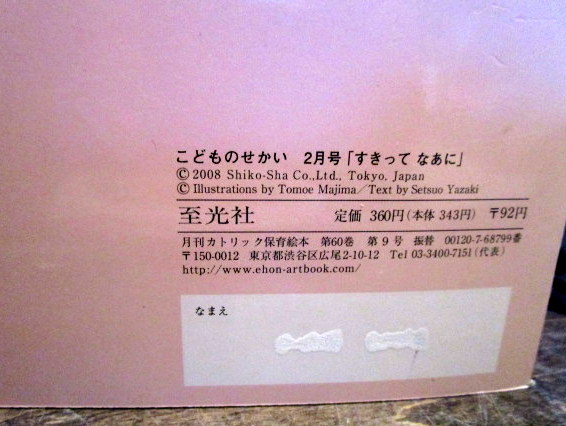 こどものせかい 2月号「すきって なあに」
© 2008 Shiko-Sha Co.,Ltd., Tokyo, Japan
© Illustrations by Tomoe Majima／Text by Setsuo Yazaki
至光社 定価 360円（本体 343円） 〒92円
月刊カトリック保育絵本 第60巻 第9号 振替 00120-7-68799番
〒150-0012 東京都渋谷区広尾2-10-12 Tel 03-3400-7151（代表）
http://www.ehon-artbook.com/
なまえ